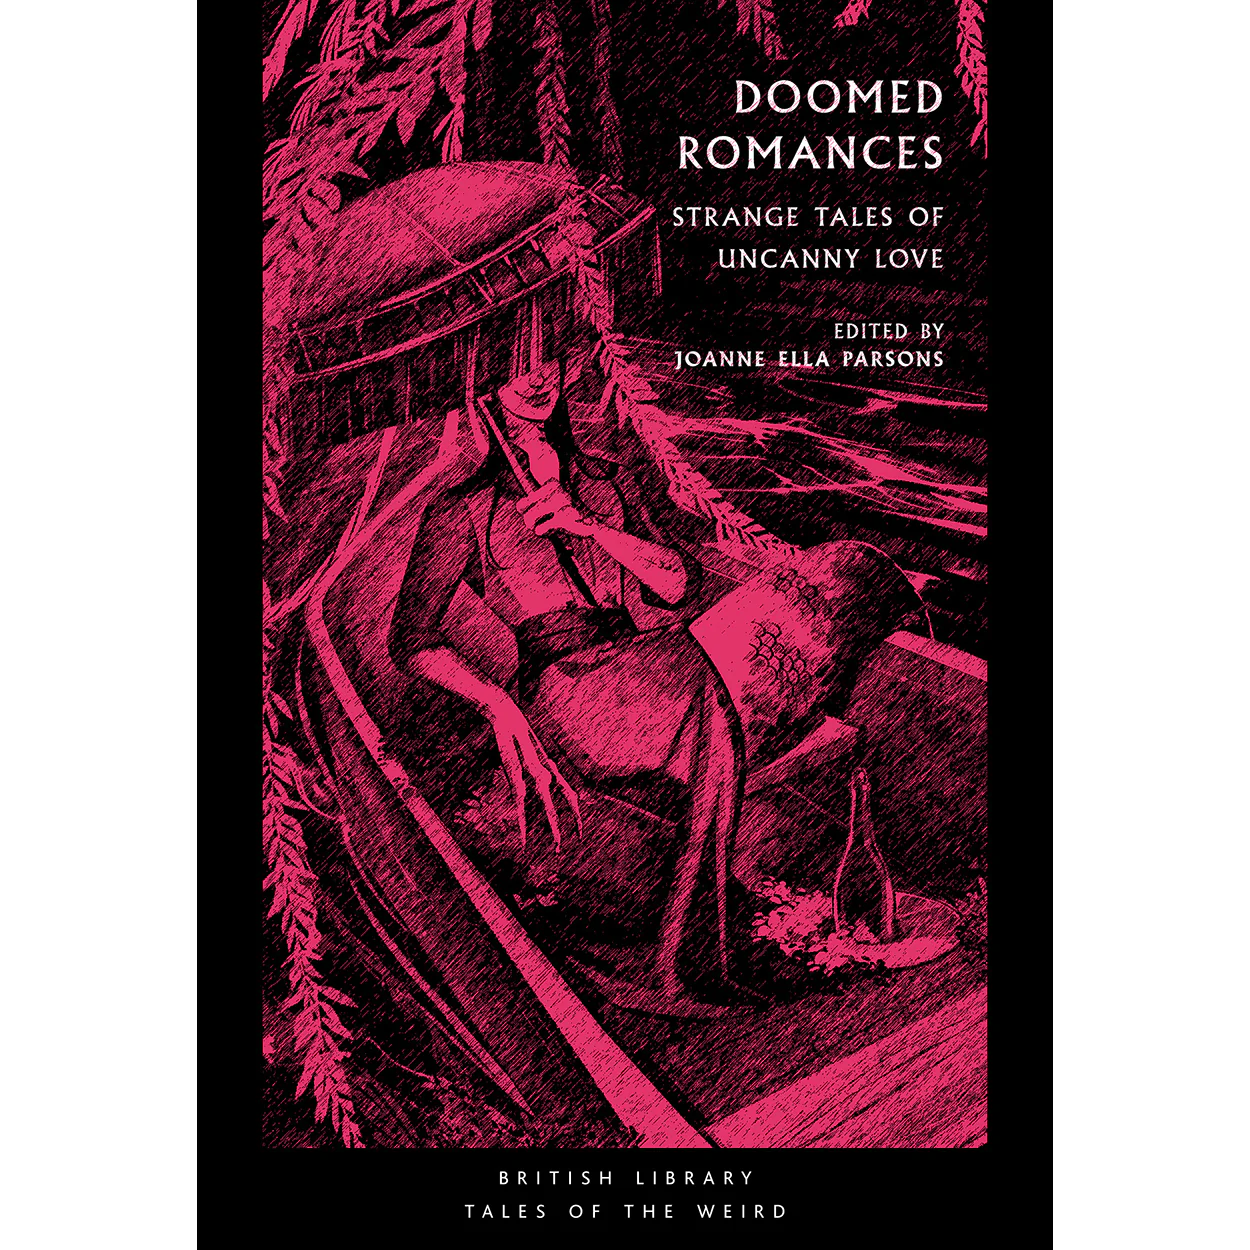 DOOMED
ROMANCES
STRANGE TALES OF
UNCANNY LOVE
EDITED BY
JOANNE ELLA PARSONS
BRITISH LIBRARY
TALES OF THE WEIRD